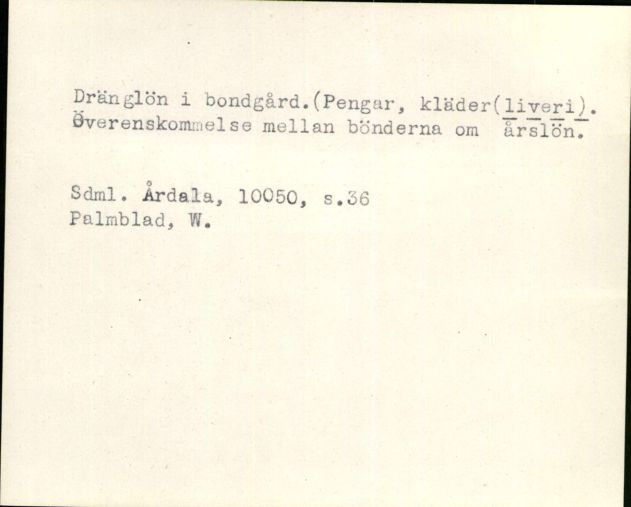 Dränglön i bondgård.(Pengar, kläder(liveri).
Överenskommelse mellan bönderna om årslön.
Sdml. Årdala, 10050, s.36
Palmblad, W.